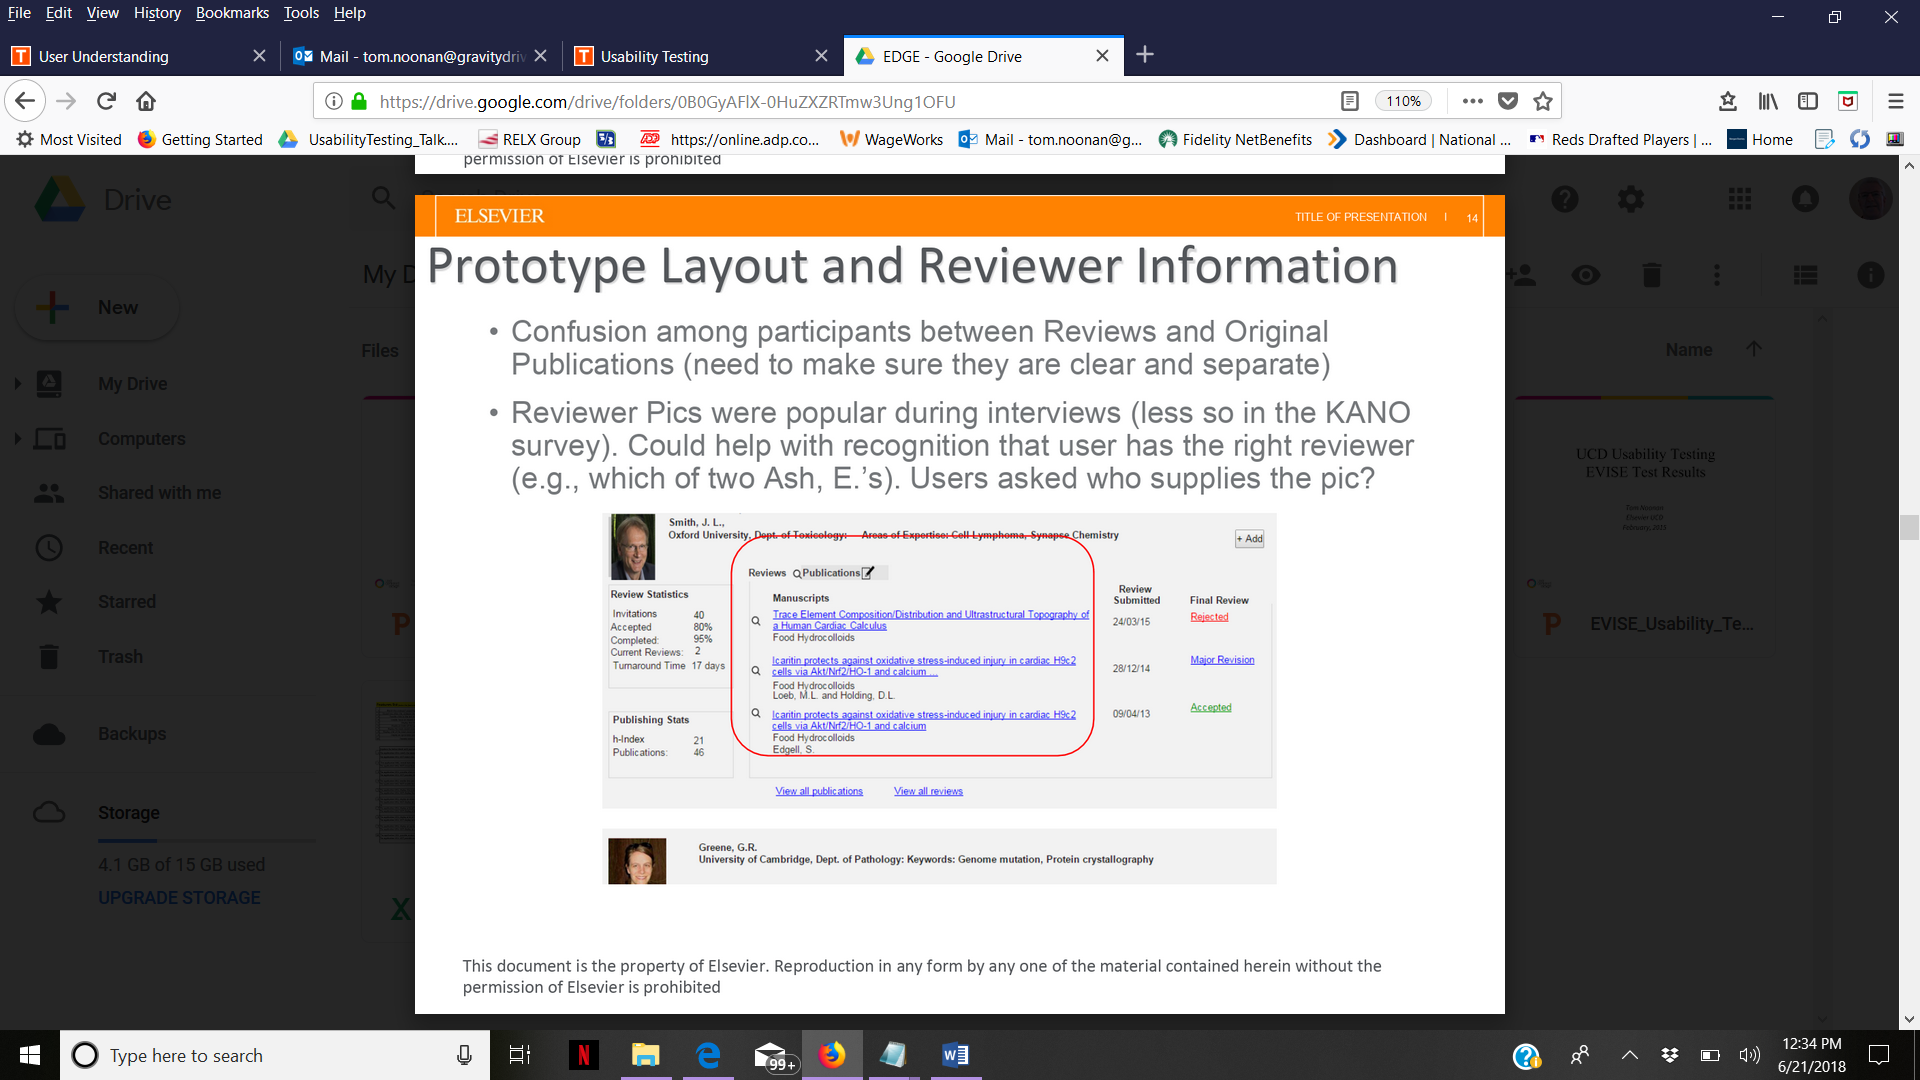 File Edit View History Bookmarks Tools Help
User Understanding
Mail - tom.noonan@gravitydriv
Usability Testing
EDGE - Google Drive
https://drive.google.com/drive/folders/0B0GyAFlX-0HuZXZRTmw3Ung1OFU
110%
Most Visited Getting Started UsabilityTesting_Talk.... RELX Group https://online.adp.co... WageWorks Mail - tom.noonan@g... Fidelity NetBenefits Dashboard | National ... Reds Drafted Players | ... Home
permission of Elsevier is prohibited
Drive
ELSEVIER
TITLE OF PRESENTATION | 14
Prototype Layout and Reviewer Information
My D
New
Files
Name
My Drive
Computers
Shared with me
Recent
Starred
Trash
Backups
Storage
4.1 GB of 15 GB used
UPGRADE STORAGE
• Confusion among participants between Reviews and Original
Publications (need to make sure they are clear and separate)
• Reviewer Pics were popular during interviews (less so in the KANO
survey). Could help with recognition that user has the right reviewer
(e.g., which of two Ash, E.’s). Users asked who supplies the pic?
Smith, J. L.,
Oxford University, Dept. of Toxicology: Areas of Expertise: Cell Lymphoma, Synapse Chemistry
+ Add
Reviews Publications
Review Statistics
Invitations 40
Accepted 80%
Completed: 95%
Current Reviews: 2
Turnaround Time 17 days
Publishing Stats
h-Index 21
Publications: 46
Manuscripts
Review
Submitted
Final Review
Trace Element Composition/Distribution and Ultrastructural Topography of
a Human Cardiac Calculus
Food Hydrocolloids
24/03/15
Rejected
Icaritin protects against oxidative stress-induced injury in cardiac H9c2
cells via Akt/Nrf2/HO-1 and calcium ...
Food Hydrocolloids
Loeb, M.L. and Holding, D.L.
28/12/14
Major Revision
Icaritin protects against oxidative stress-induced injury in cardiac H9c2
cells via Akt/Nrf2/HO-1 and calcium
Food Hydrocolloids
Edgell, S.
09/04/13
Accepted
View all publications View all reviews
Greene, G.R.
University of Cambridge, Dept. of Pathology: Keywords: Genome mutation, Protein crystallography
This document is the property of Elsevier. Reproduction in any form by any one of the material contained herein without the
permission of Elsevier is prohibited
UCD Usability Testing
EVISE Test Results
Tom Noonan
Elsevier UCD
February, 2015
EVISE_Usability_Te...
Type here to search
99+
12:34 PM
6/21/2018